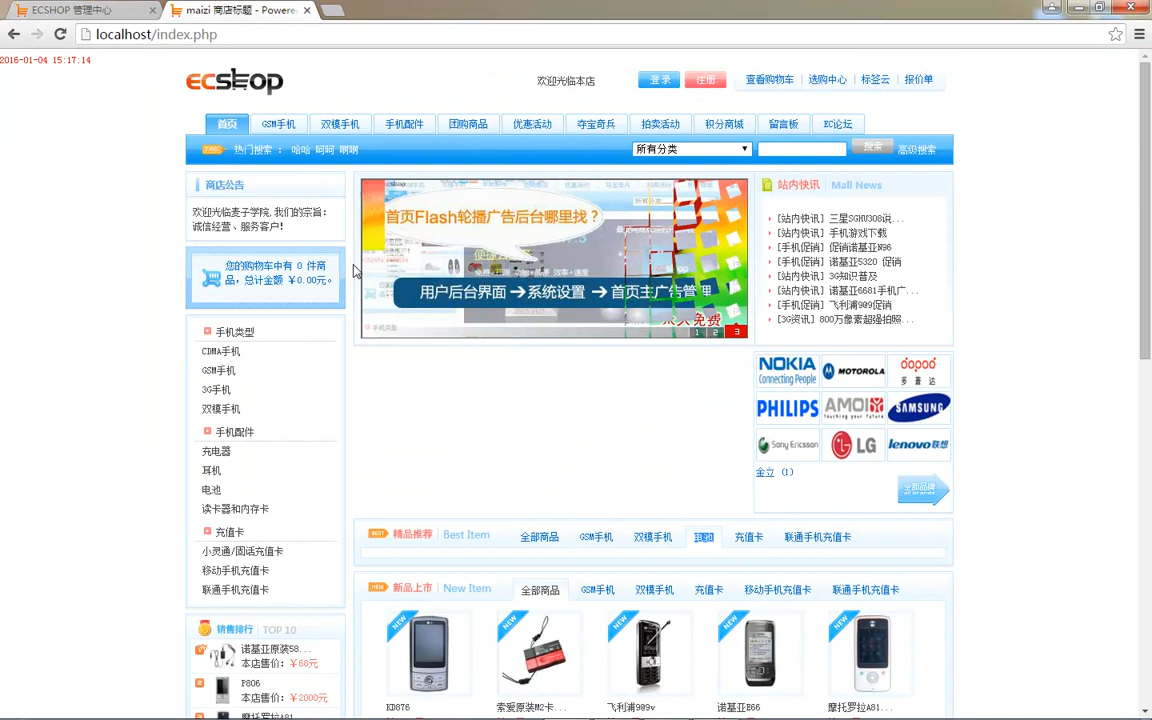 ECSHOP 管理中心
maizi 商店标题 - Powere
localhost/index.php
2016-01-04 15:17:14
ecshop
欢迎光临本店
登录
注册
查看购物车 选购中心 标签云 报价单
首页 GSM手机 双模手机 手机配件 团购商品 优惠活动 夺宝奇兵 拍卖活动 积分商城 留言板 EC论坛
热门搜索 : 哈哈 呵呵 啊啊
所有分类
搜索
高级搜索
商店公告
欢迎光临麦子学院, 我们的宗旨:
诚信经营、服务客户!
您的购物车中有 0 件商
品,总计金额 ￥0.00元。
手机类型
CDMA手机
GSM手机
3G手机
双模手机
手机配件
充电器
耳机
电池
读卡器和内存卡
充值卡
小灵通/固话充值卡
移动手机充值卡
联通手机充值卡
销售排行 TOP 10
诺基亚原装58...
本店售价: ￥68元
P806
本店售价: ￥2000元
摩托罗拉A81
首页Flash轮播广告后台哪里找？
用户后台界面→系统设置→首页主广告管理
1 2 3
站内快讯 Mall News
[站内快讯] 三星SGHU308说...
[站内快讯] 手机游戏下载
[手机促销] 促销诺基亚N96
[手机促销] 诺基亚5320 促销
[站内快讯] 3G知识普及
[站内快讯] 诺基亚6681手机广...
[手机促销] 飞利浦9@9促销
[3G资讯] 800万像素超强拍照...
NOKIA
Connecting People
MOTOROLA
dopod
多普达
PHILIPS
AMOI
SAMSUNG
Sony Ericsson
LG
lenovo联想
金立 (1)
全部品牌
BEST 精品推荐 Best Item
全部商品 GSM手机 双模手机 充值卡 联通手机充值卡
NEW 新品上市 New Item
全部商品 GSM手机 双模手机 充值卡 移动手机充值卡 联通手机充值卡
NEW NEW NEW NEW NEW
KD876
索爱原装M2卡...
飞利浦9@9v
诺基亚E66
摩托罗拉A81...